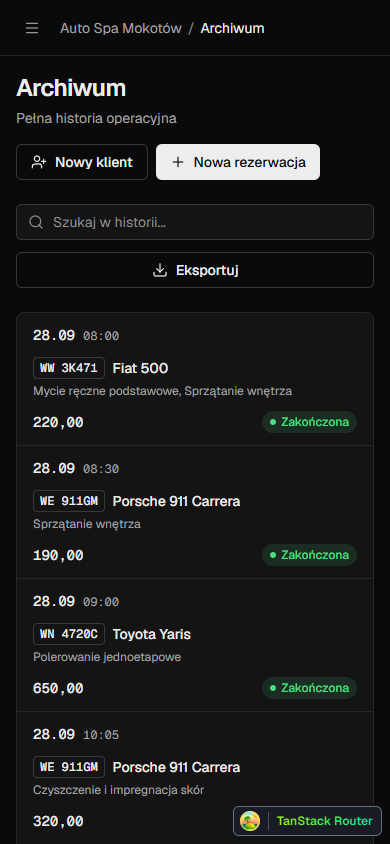 Auto Spa Mokotów / Archiwum
Archiwum
Pełna historia operacyjna
Nowy klient
Nowa rezerwacja
Szukaj w historii...
Eksportuj
28.09 08:00
WW 3K471 Fiat 500
Mycie ręczne podstawowe, Sprzątanie wnętrza
220,00 Zakończona
28.09 08:30
WE 911GM Porsche 911 Carrera
Sprzątanie wnętrza
190,00 Zakończona
28.09 09:00
WN 4720C Toyota Yaris
Polerowanie jednoetapowe
650,00 Zakończona
28.09 10:05
WE 911GM Porsche 911 Carrera
Czyszczenie i impregnacja skór
320,00
TanStack Router